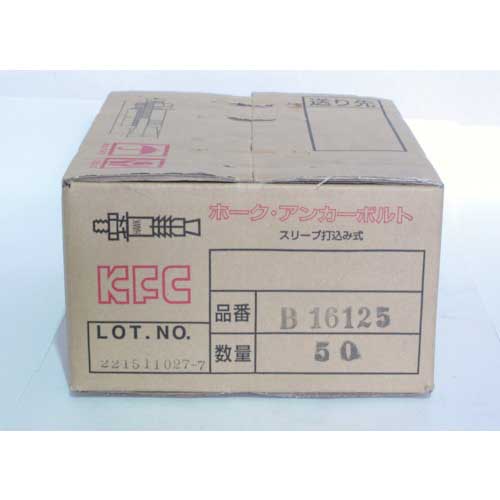 送り先
ホーク・アンカーボルト
スリーブ打込み式
KFC
品番 B 16125
LOT.NO.
数量 50
221511027-7